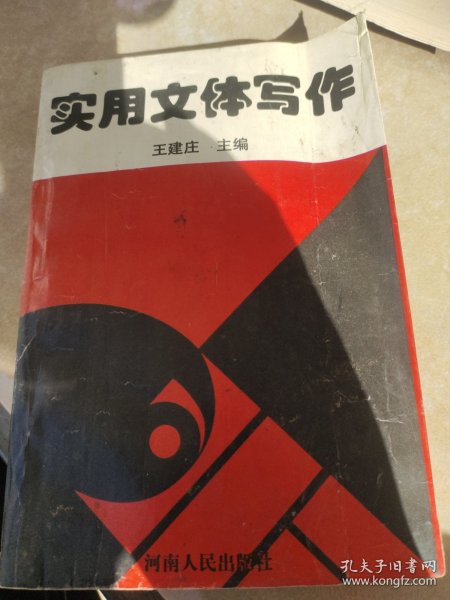 实用文体写作
王建庄 主编
河南人民出版社
孔夫子旧书网
www.kongfz.com